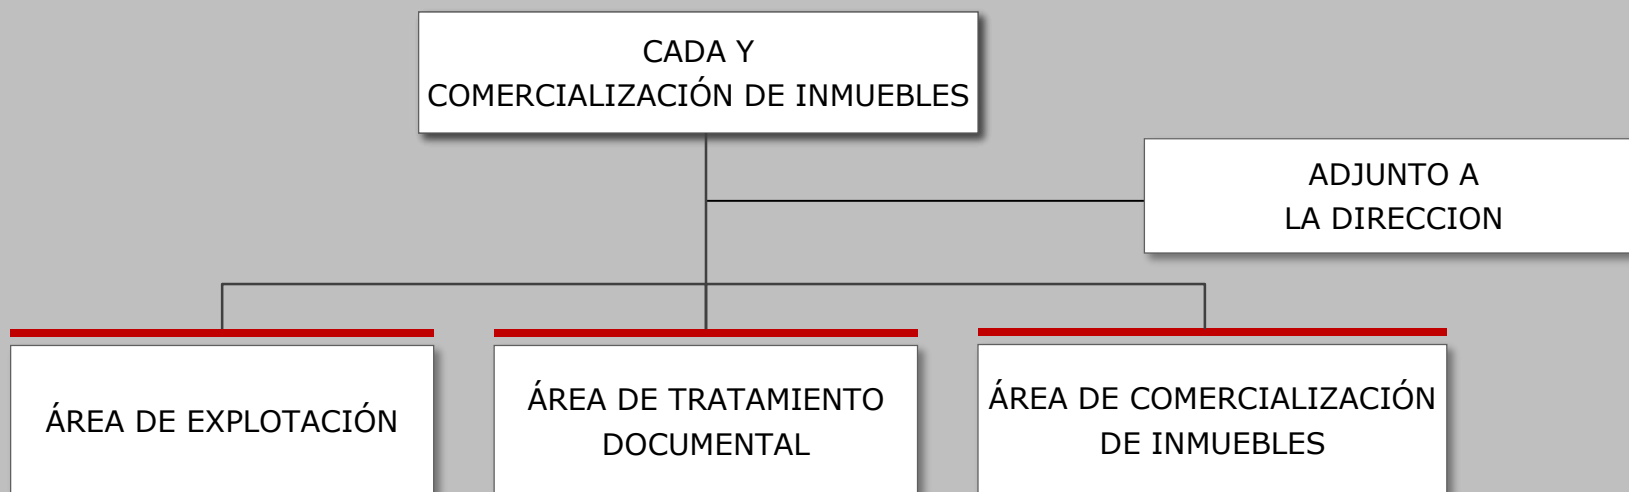 CADA Y
COMERCIALIZACIÓN DE INMUEBLES
ADJUNTO A
LA DIRECCION
ÁREA DE EXPLOTACIÓN
ÁREA DE TRATAMIENTO
DOCUMENTAL
ÁREA DE COMERCIALIZACIÓN
DE INMUEBLES